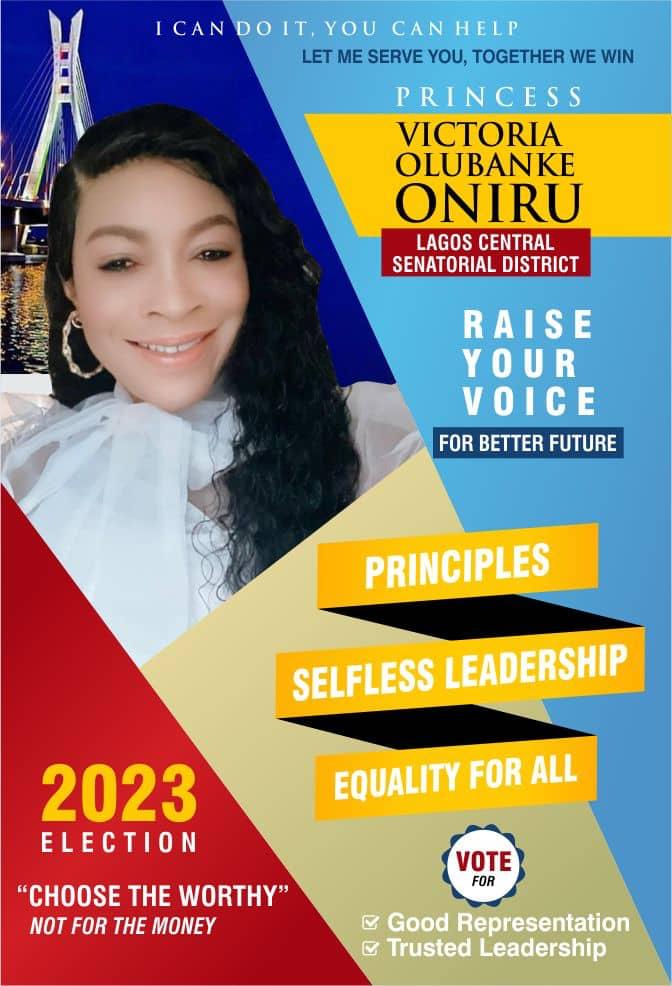 I CAN DO IT, YOU CAN HELP
LET ME SERVE YOU, TOGETHER WE WIN
PRINCESS
VICTORIA
OLUBANKE
ONIRU
LAGOS CENTRAL
SENATORIAL DISTRICT
RAISE
YOUR
VOICE
FOR BETTER FUTURE
PRINCIPLES
SELFLESS LEADERSHIP
EQUALITY FOR ALL
2023
ELECTION
“CHOOSE THE WORTHY”
NOT FOR THE MONEY
VOTE
FOR
Good Representation
Trusted Leadership